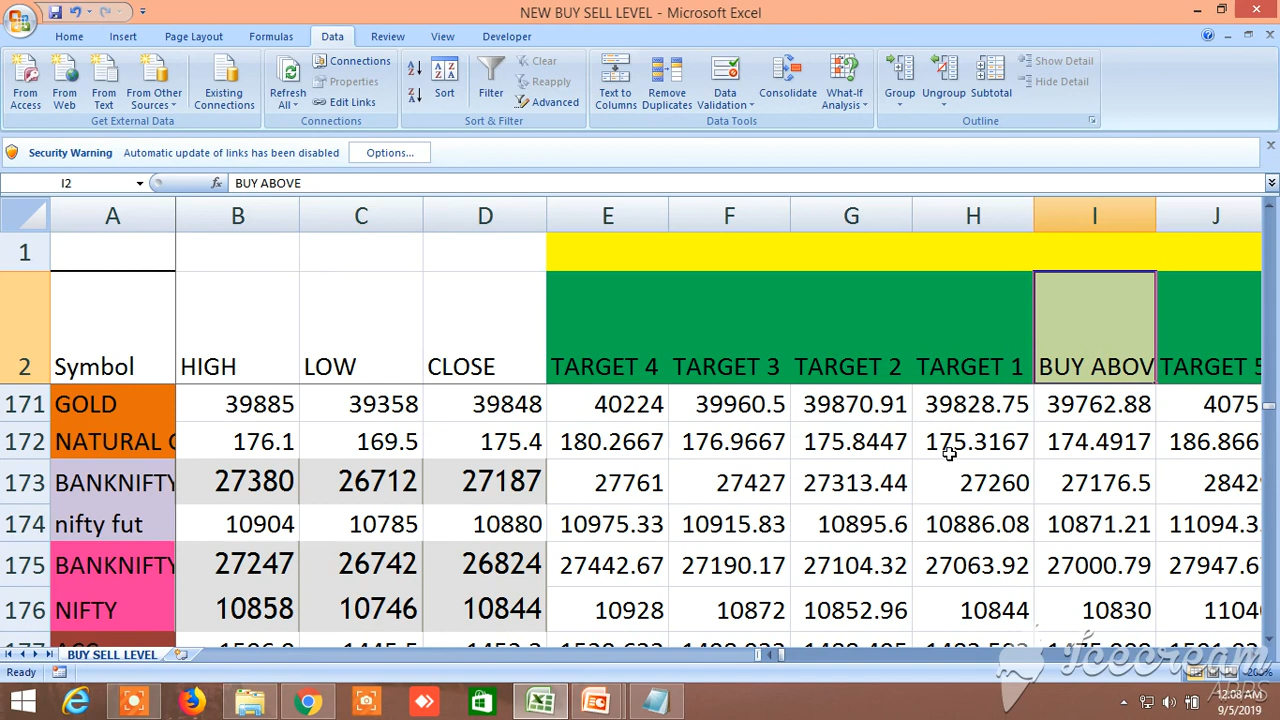 NEW BUY SELL LEVEL - Microsoft Excel
Home Insert Page Layout Formulas Data Review View Developer
From Access From Web From Text From Other Sources Existing Connections Refresh All Connections Properties Edit Links Sort Filter Clear Reapply Advanced Text to Columns Remove Duplicates Data Validation Consolidate What-If Analysis Group Ungroup Subtotal Show Detail Hide Detail
Get External Data Connections Sort & Filter Data Tools Outline
Security Warning Automatic update of links has been disabled Options...
I2 fx BUY ABOVE
A B C D E F G H I J
1
2 Symbol HIGH LOW CLOSE TARGET 4 TARGET 3 TARGET 2 TARGET 1 BUY ABOV TARGET 5
171 GOLD 39885 39358 39848 40224 39960.5 39870.91 39828.75 39762.88 4075
172 NATURAL 176.1 169.5 175.4 180.2667 176.9667 175.8447 175.3167 174.4917 186.866
173 BANKNIFTY 27380 26712 27187 27761 27427 27313.44 27260 27176.5 2842
174 nifty fut 10904 10785 10880 10975.33 10915.83 10895.6 10886.08 10871.21 11094.3
175 BANKNIFTY 27247 26742 26824 27442.67 27190.17 27104.32 27063.92 27000.79 27947.6
176 NIFTY 10858 10746 10844 10928 10872 10852.96 10844 10830 1104
BUY SELL LEVEL
Ready 200%
Icecream
APPS
12:08 AM
9/5/2019